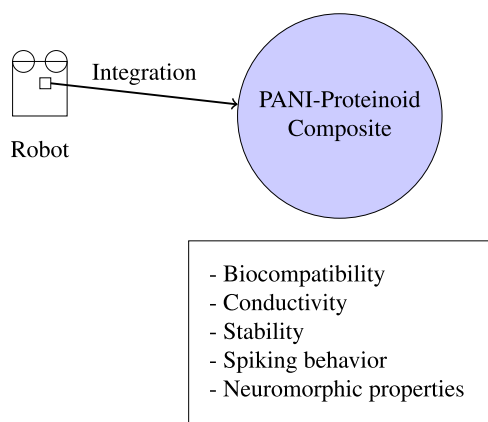 Integration
Robot
PANI-Proteinoid
Composite
- Biocompatibility
- Conductivity
- Stability
- Spiking behavior
- Neuromorphic properties